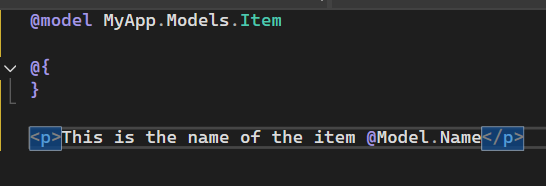 @model MyApp.Models.Item
@{
}
<p>This is the name of the item @Model.Name</p>